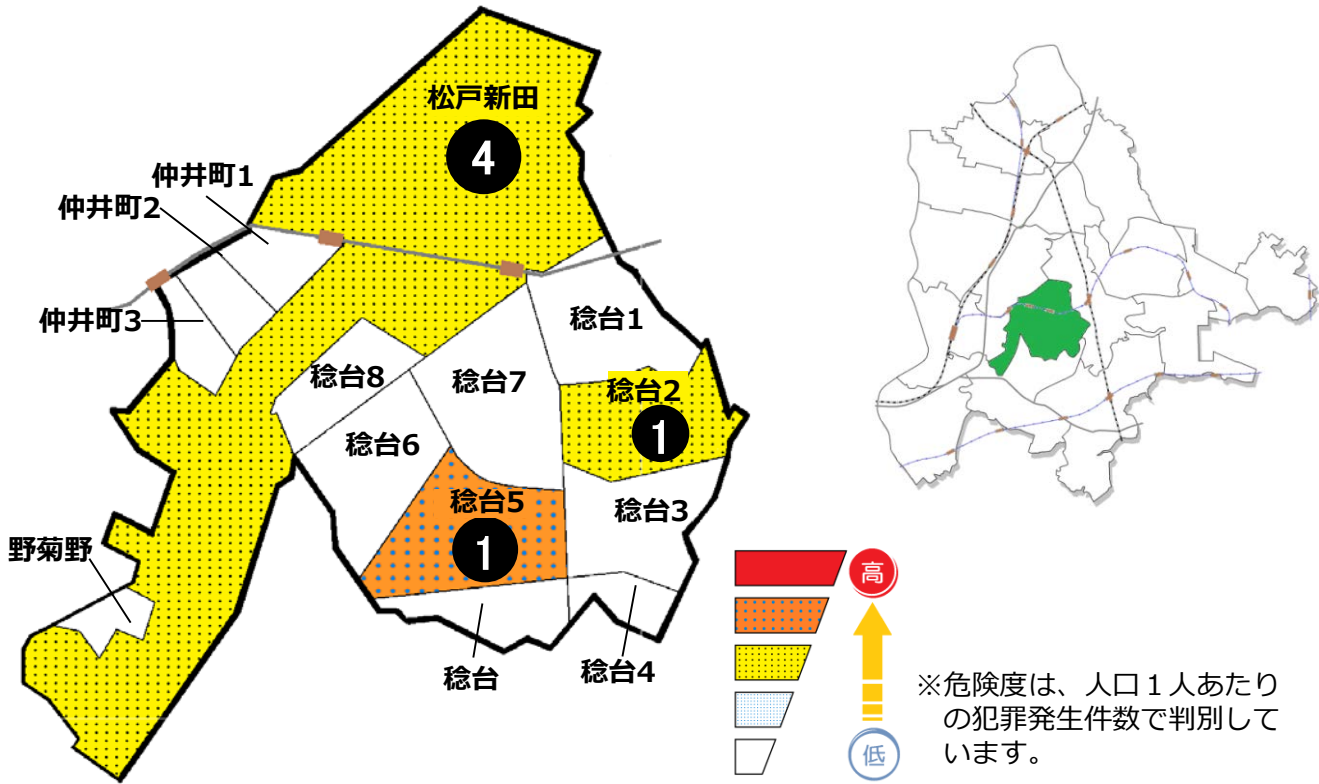 松戸新田
4
仲井町1
仲井町2
仲井町3
稔台1
稔台8
稔台7
稔台2
1
稔台6
稔台5
1
稔台3
野菊野
稔台
稔台4
高
低
※危険度は、人口１人あたり
の犯罪発生件数で判別して
います。